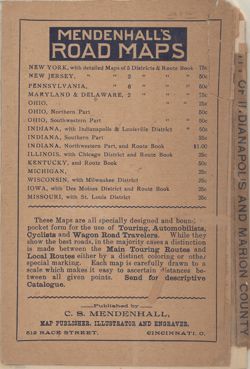 MENDENHALL'S
ROAD MAPS
NEW YORK, with detailed Maps of 5 Districts & Route Book 75c
NEW JERSEY, " " 2 " " 50c
PENNSYLVANIA, " 6 " " 50c
MARYLAND & DELAWARE, 2 " " 75c
OHIO, 25c
OHIO, Northern Part 50c
OHIO, Southwestern Part 50c
INDIANA, with Indianapolis & Louisville District 50c
INDIANA, Southern Part 25c
INDIANA, Northwestern Part, and Route Book $1.00
ILLINOIS, with Chicago District and Route Book 50c
KENTUCKY, and Route Book 50c
MICHIGAN, 25c
WISCONSIN, with Milwaukee District 25c
IOWA, with Des Moines District and Route Book 25c
MISSOURI, with St. Louis District 25c
These Maps are all specially designed and bound
pocket form for the use of Touring, Automobilists,
Cyclists and Wagon Road Travelers. While they
show the best roads, in the majority cases a distinction
is made between the Main Touring Routes and
Local Routes either by a distinct coloring or other
special marking. Each map is carefully drawn to a
scale which makes it easy to ascertain distances be-
tween all given points. Send for descriptive
Catalogue.
Published by
C. S. MENDENHALL,
MAP PUBLISHER, ILLUSTRATOR AND ENGRAVER,
512 RACE STREET. CINCINNATI, O.
DIANAPOLIS AND MARION COUNTY